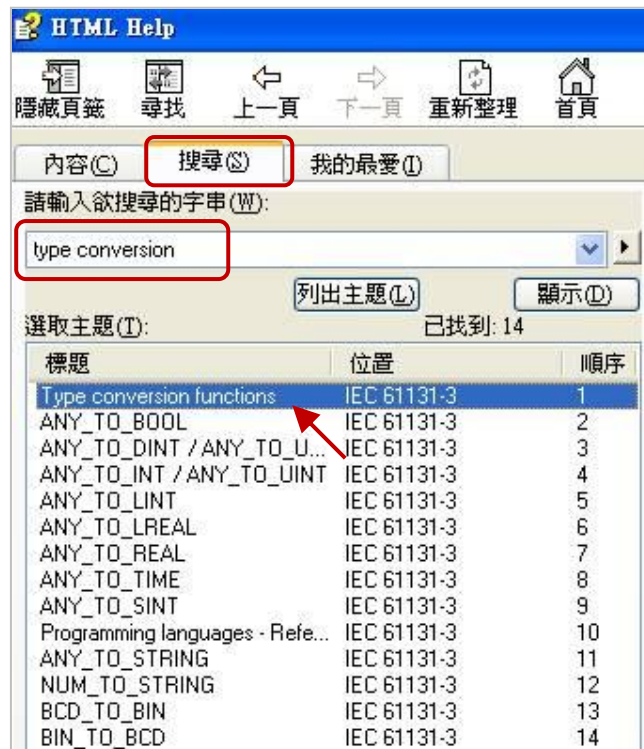 HTML Help
隱藏頁籤 尋找 上一頁 下一頁 重新整理 首頁
內容(C) 搜尋(S) 我的最愛(I)
請輸入欲搜尋的字串(W):
type conversion
列出主題(L) 顯示(D)
選取主題(T): 已找到: 14
標題 位置 順序
Type conversion functions IEC 61131-3 1
ANY_TO_BOOL IEC 61131-3 2
ANY_TO_DINT / ANY_TO_U... IEC 61131-3 3
ANY_TO_INT / ANY_TO_UINT IEC 61131-3 4
ANY_TO_LINT IEC 61131-3 5
ANY_TO_LREAL IEC 61131-3 6
ANY_TO_REAL IEC 61131-3 7
ANY_TO_TIME IEC 61131-3 8
ANY_TO_SINT IEC 61131-3 9
Programming languages - Refe... IEC 61131-3 10
ANY_TO_STRING IEC 61131-3 11
NUM_TO_STRING IEC 61131-3 12
BCD_TO_BIN IEC 61131-3 13
BIN_TO_BCD IEC 61131-3 14